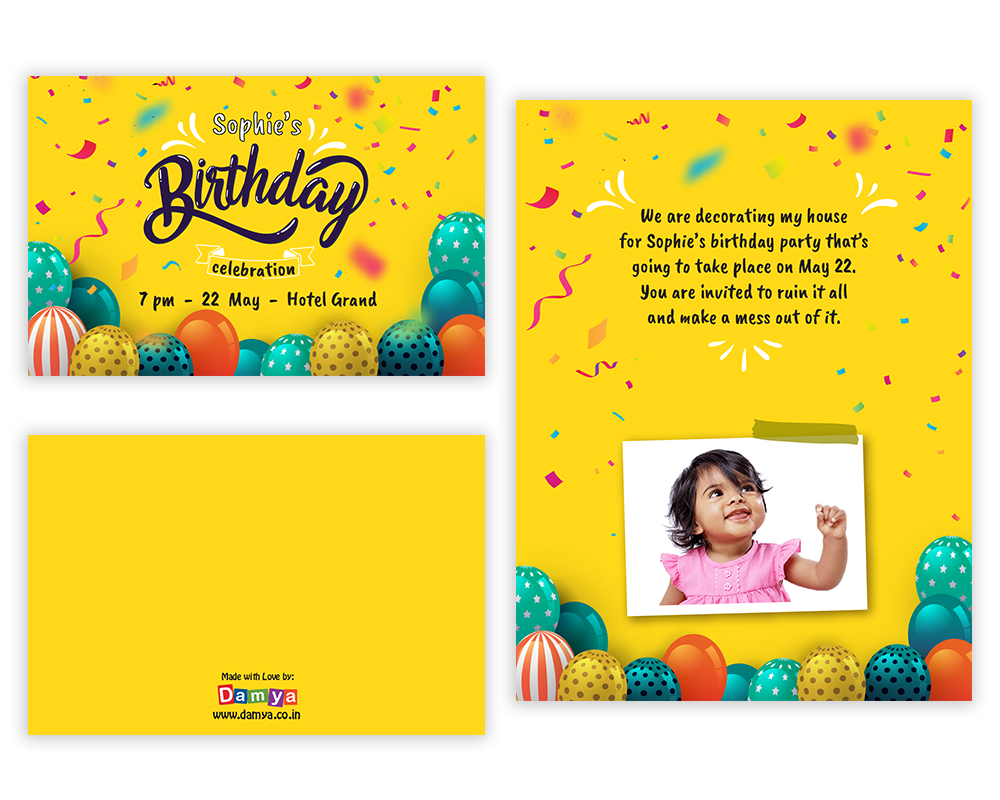 Sophie's
Birthday
celebration
7 pm - 22 May - Hotel Grand
We are decorating my house
for Sophie's birthday party that's
going to take place on May 22.
You are invited to ruin it all
and make a mess out of it.
Made with Love by:
Damya
www.damya.co.in